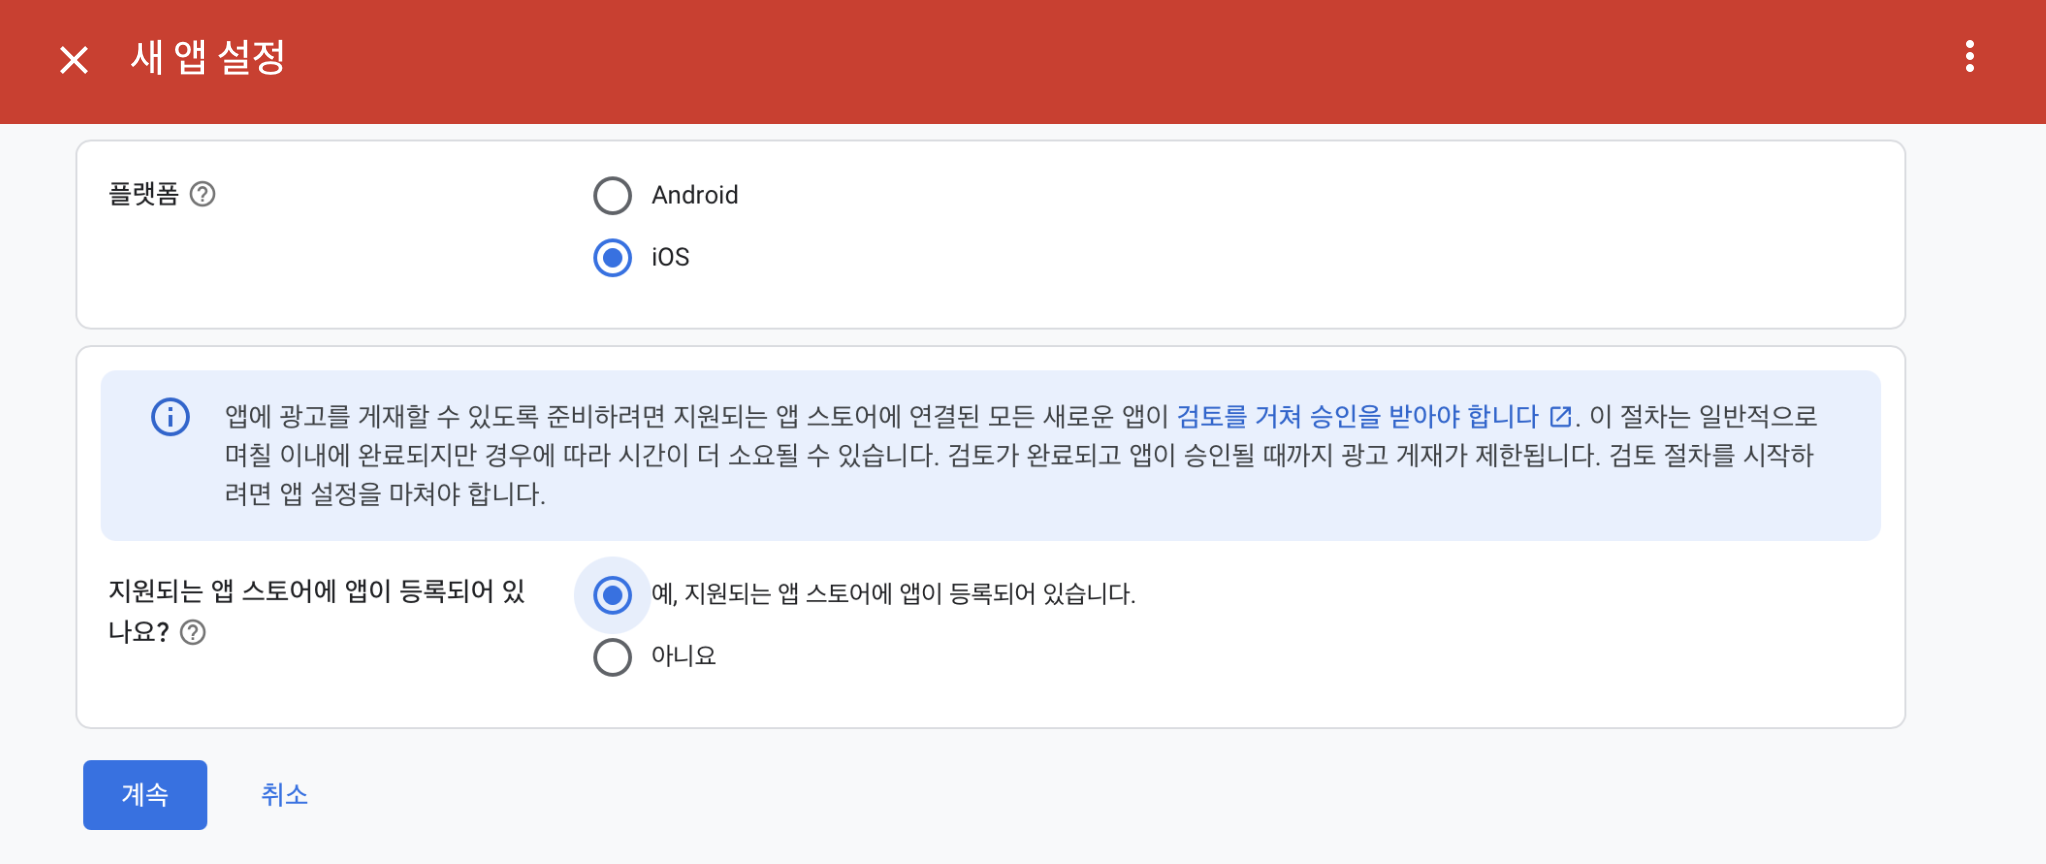 새 앱 설정
플랫폼
Android
iOS
앱에 광고를 게재할 수 있도록 준비하려면 지원되는 앱 스토어에 연결된 모든 새로운 앱이 검토를 거쳐 승인을 받아야 합니다. 이 절차는 일반적으로
며칠 이내에 완료되지만 경우에 따라 시간이 더 소요될 수 있습니다. 검토가 완료되고 앱이 승인될 때까지 광고 게재가 제한됩니다. 검토 절차를 시작하
려면 앱 설정을 마쳐야 합니다.
지원되는 앱 스토어에 앱이 등록되어 있
나요?
예, 지원되는 앱 스토어에 앱이 등록되어 있습니다.
아니요
계속
취소